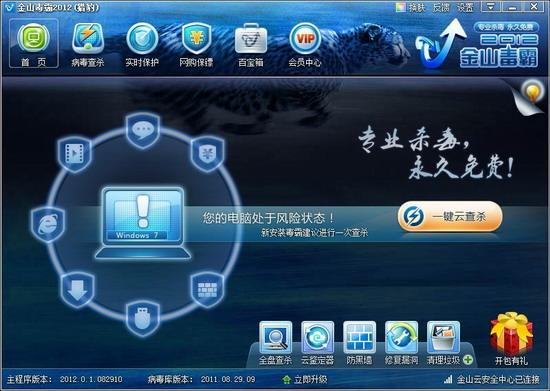 金山毒霸2012(猎豹)
换肤 反馈 设置
首 页
病毒查杀
实时保护
网购保镖
百宝箱
VIP
会员中心
专业杀毒 永久免费
2012
金山毒霸
专业杀毒,
永久免费!
Windows 7
您的电脑处于风险状态!
新安装毒霸建议进行一次查杀
一键云查杀
全盘查杀
云鉴定器
防黑墙
修复漏洞
清理垃圾
开包有礼
主程序版本: 2012.0.1.082910
病毒库版本: 2011.08.29.09
立即升级
金山云安全中心已连接